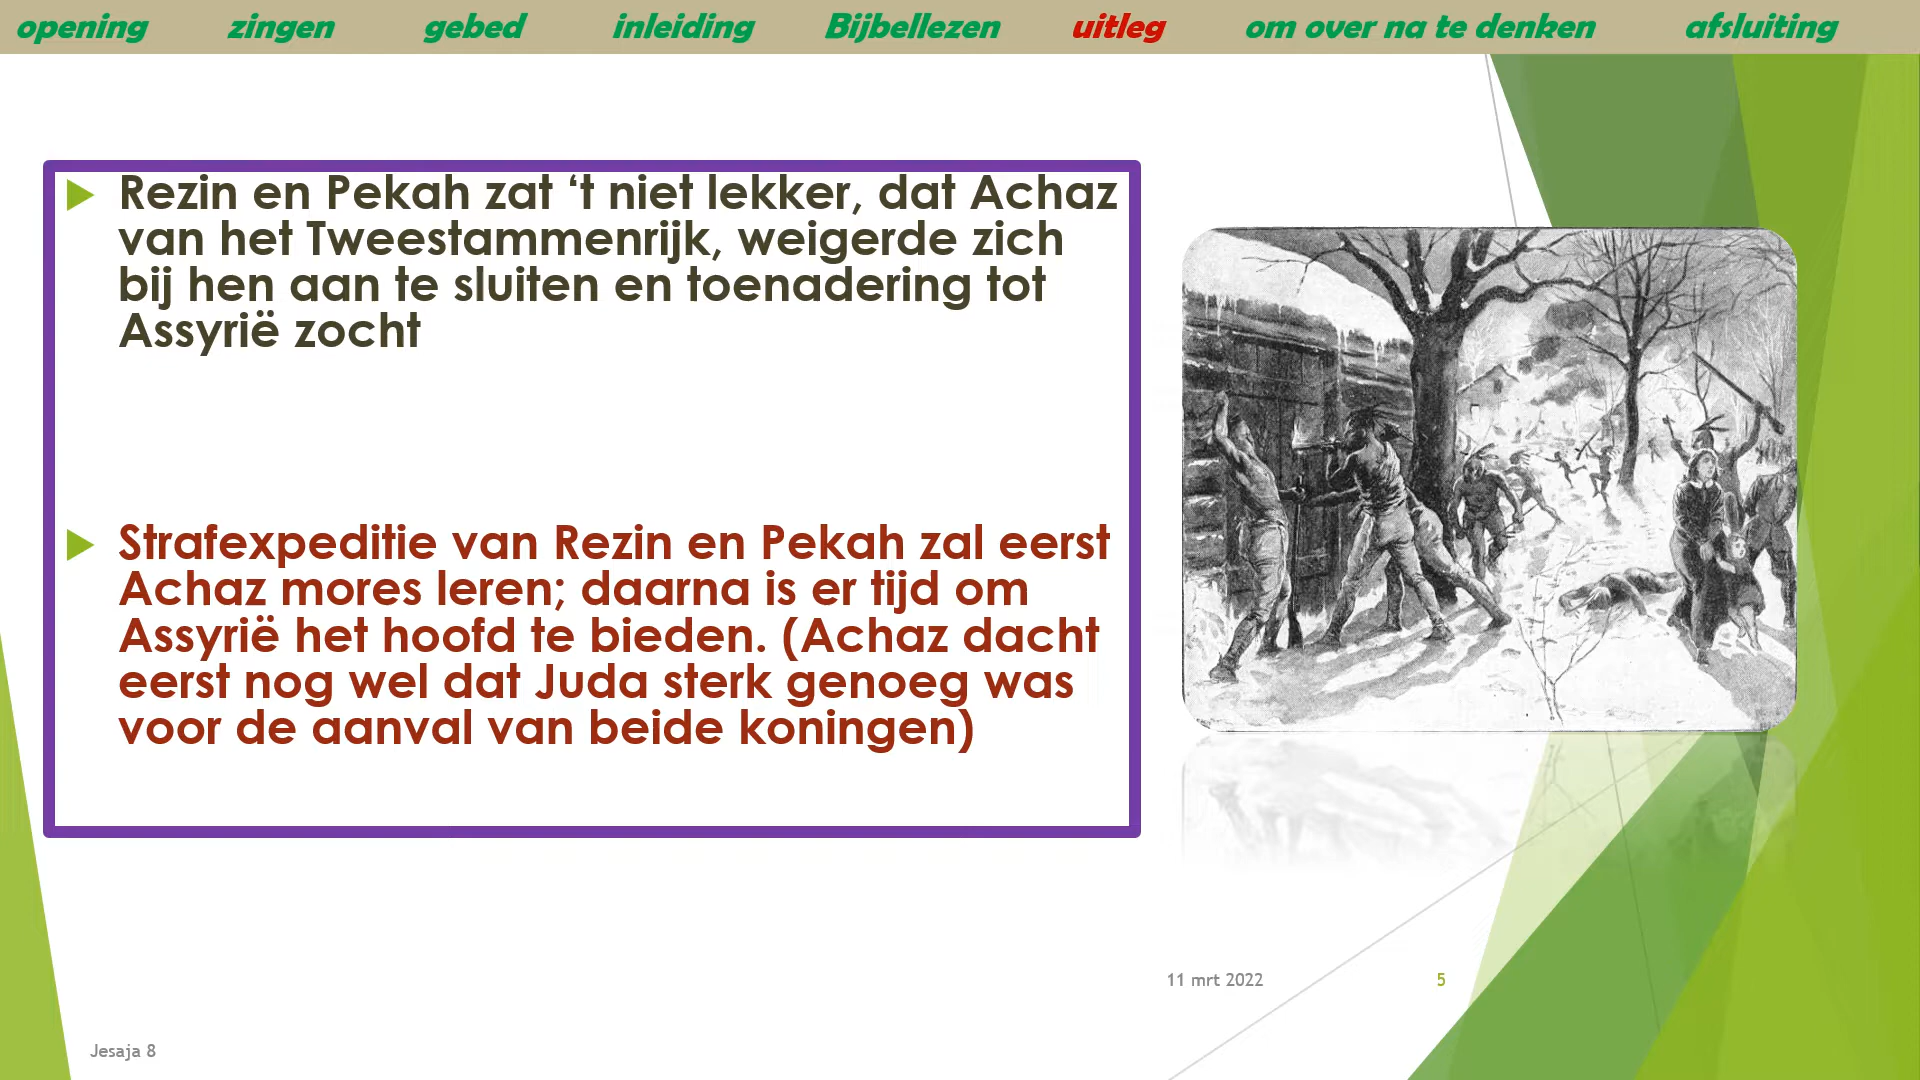 opening zingen gebed inleiding Bijbellezen uitleg om over na te denken afsluiting
Rezin en Pekah zat ‘t niet lekker, dat Achaz
van het Tweestammenrijk, weigerde zich
bij hen aan te sluiten en toenadering tot
Assyrië zocht
Strafexpeditie van Rezin en Pekah zal eerst
Achaz mores leren; daarna is er tijd om
Assyrië het hoofd te bieden. (Achaz dacht
eerst nog wel dat Juda sterk genoeg was
voor de aanval van beide koningen)
11 mrt 2022 5
Jesaja 8